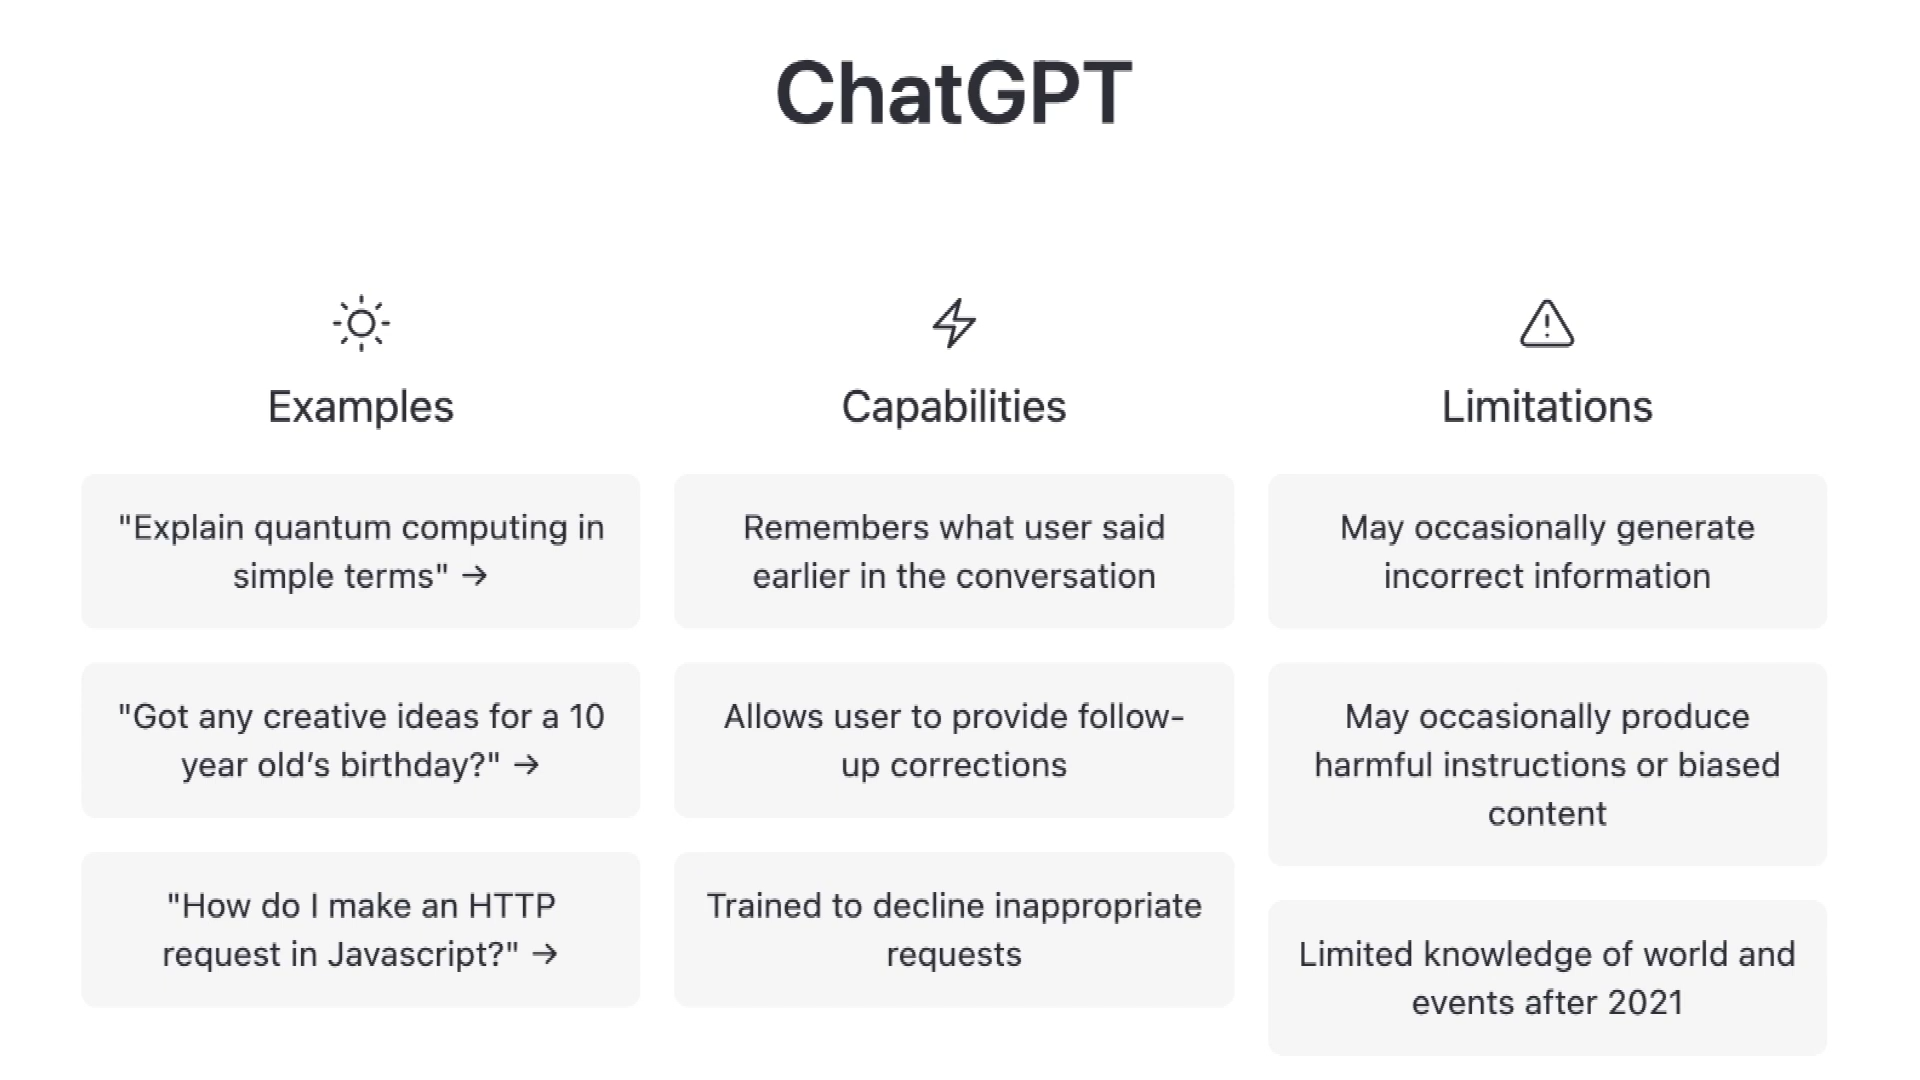 ChatGPT
Examples
"Explain quantum computing in
simple terms" →
"Got any creative ideas for a 10
year old’s birthday?" →
"How do I make an HTTP
request in Javascript?" →
Capabilities
Remembers what user said
earlier in the conversation
Allows user to provide follow-
up corrections
Trained to decline inappropriate
requests
Limitations
May occasionally generate
incorrect information
May occasionally produce
harmful instructions or biased
content
Limited knowledge of world and
events after 2021